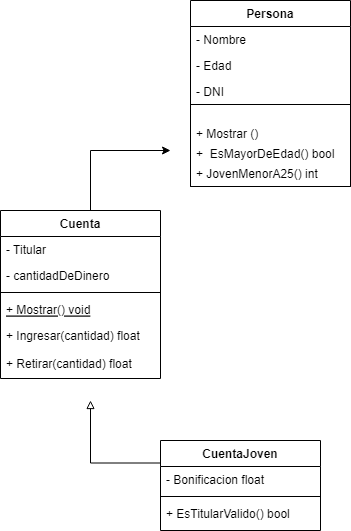 Persona
- Nombre
- Edad
- DNI
+ Mostrar ()
+ EsMayorDeEdad() bool
+ JovenMenorA25() int
Cuenta
- Titular
- cantidadDeDinero
+ Mostrar() void
+ Ingresar(cantidad) float
+ Retirar(cantidad) float
CuentaJoven
- Bonificacion float
+ EsTitularValido() bool